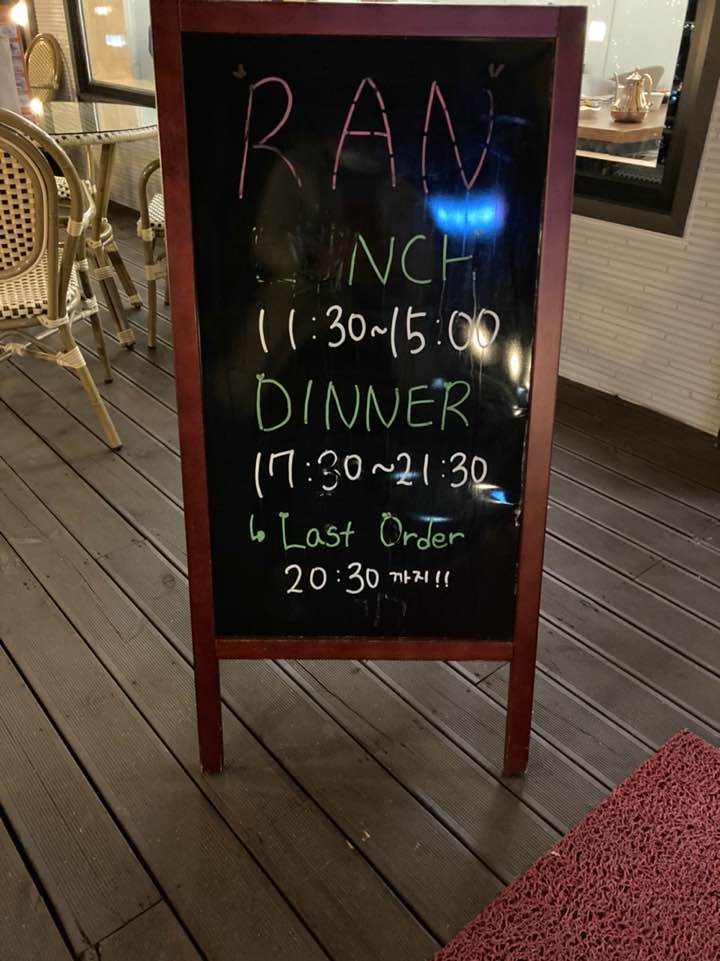 RAN
LUNCH
11:30~15:00
DINNER
17:30~21:30
↳ Last Order
20:30 까지!!